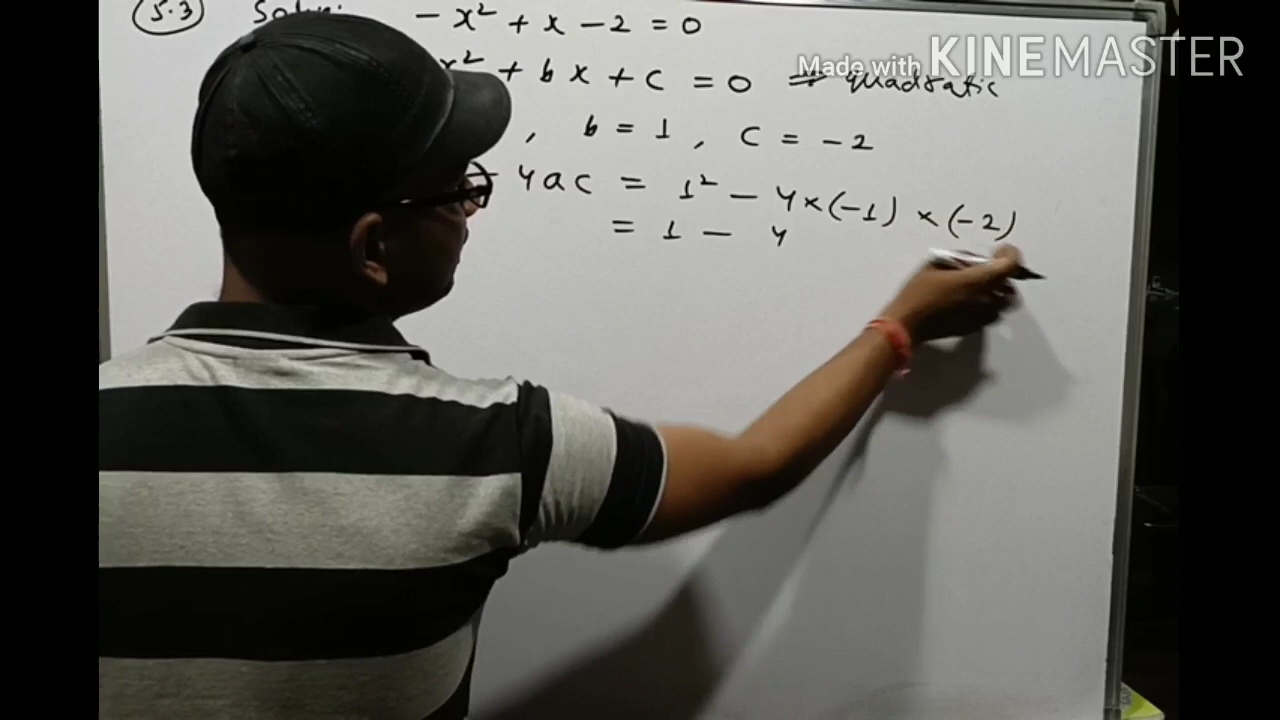 5.3 Soln: - x² + x - 2 = 0
Made with KINEMASTER
x² + bx + c = 0 ⇒ quadratic
, b = 1 , c = -2
- 4ac = 1² - 4×(-1) × (-2)
= 1 - 4